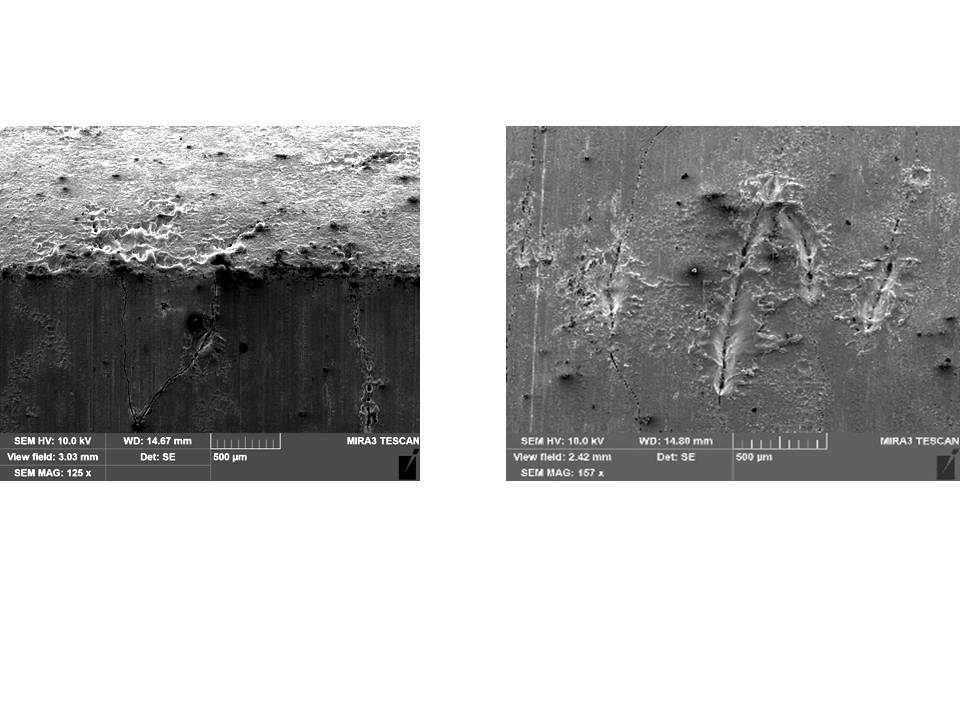 SEM HV: 10.0 kV WD: 14.67 mm MIRA3 TESCAN
View field: 3.03 mm Det: SE 500 µm
SEM MAG: 125 x
SEM HV: 10.0 kV WD: 14.80 mm MIRA3 TESCAN
View field: 2.42 mm Det: SE 500 µm
SEM MAG: 157 x